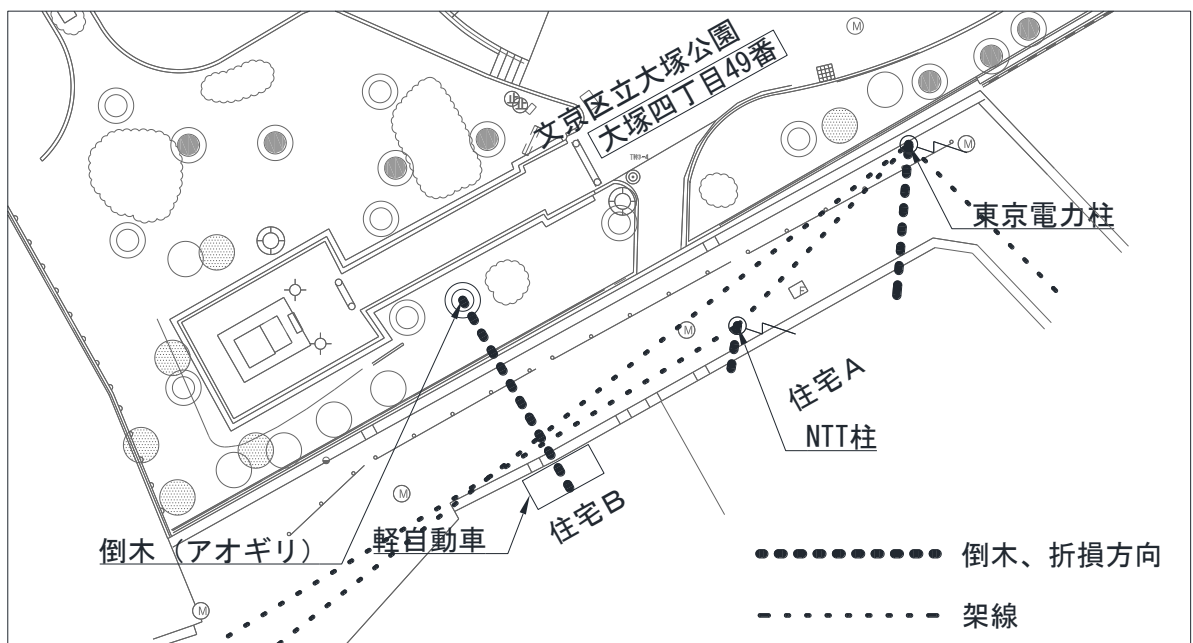 文京区立大塚公園
大塚四丁目49番
M
M
東京電力柱
M
住宅A
NTT柱
M
住宅B
倒木（アオギリ）
軽自動車
倒木、折損方向
M
架線